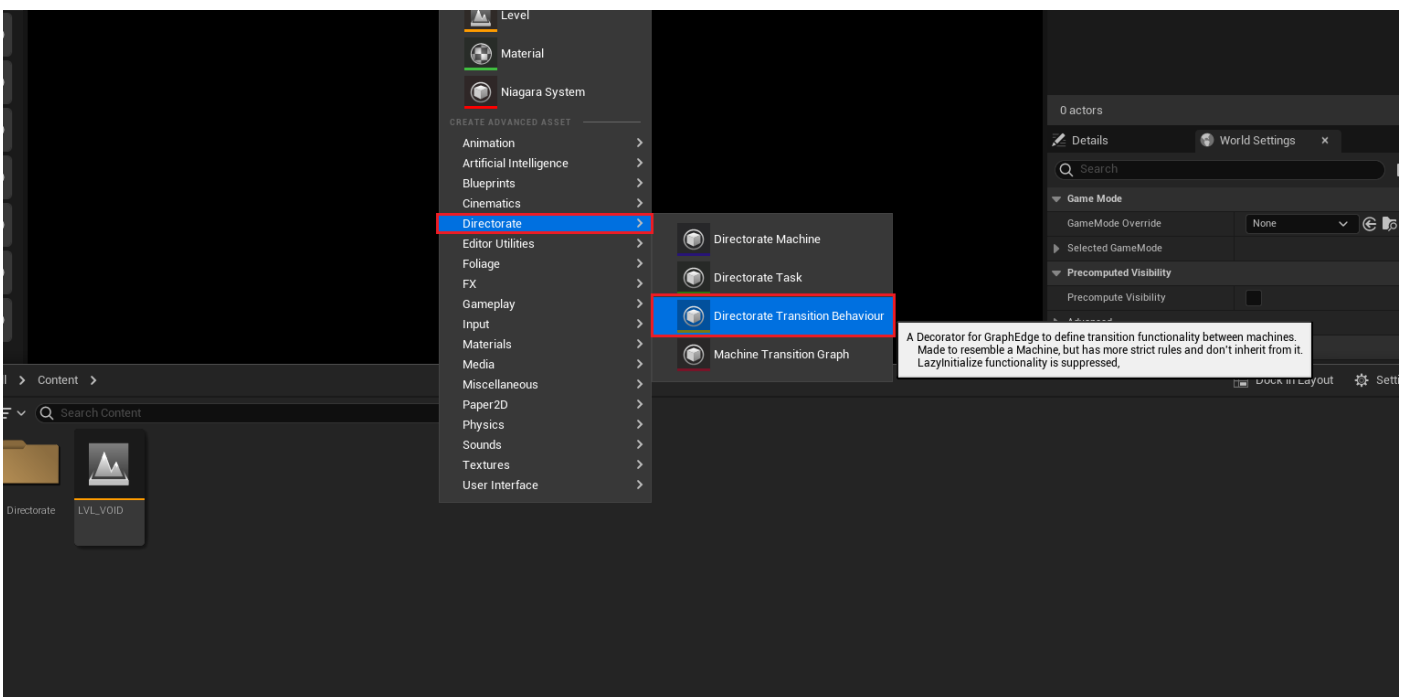 Level
Material
Niagara System
CREATE ADVANCED ASSET
Animation
Artificial Intelligence
Blueprints
Cinematics
Directorate
Editor Utilities
Foliage
FX
Gameplay
Input
Materials
Media
Miscellaneous
Paper2D
Physics
Sounds
Textures
User Interface
Directorate Machine
Directorate Task
Directorate Transition Behaviour
Machine Transition Graph
A Decorator for GraphEdge to define transition functionality between machines.
Made to resemble a Machine, but has more strict rules and don't inherit from it.
LazyInitialize functionality is suppressed,
0 actors
Details
World Settings
Search
Game Mode
GameMode Override
None
Selected GameMode
Precomputed Visibility
Precompute Visibility
Advanced
Dock in Layout
Content
Search Content
Directorate
LVL_VOID